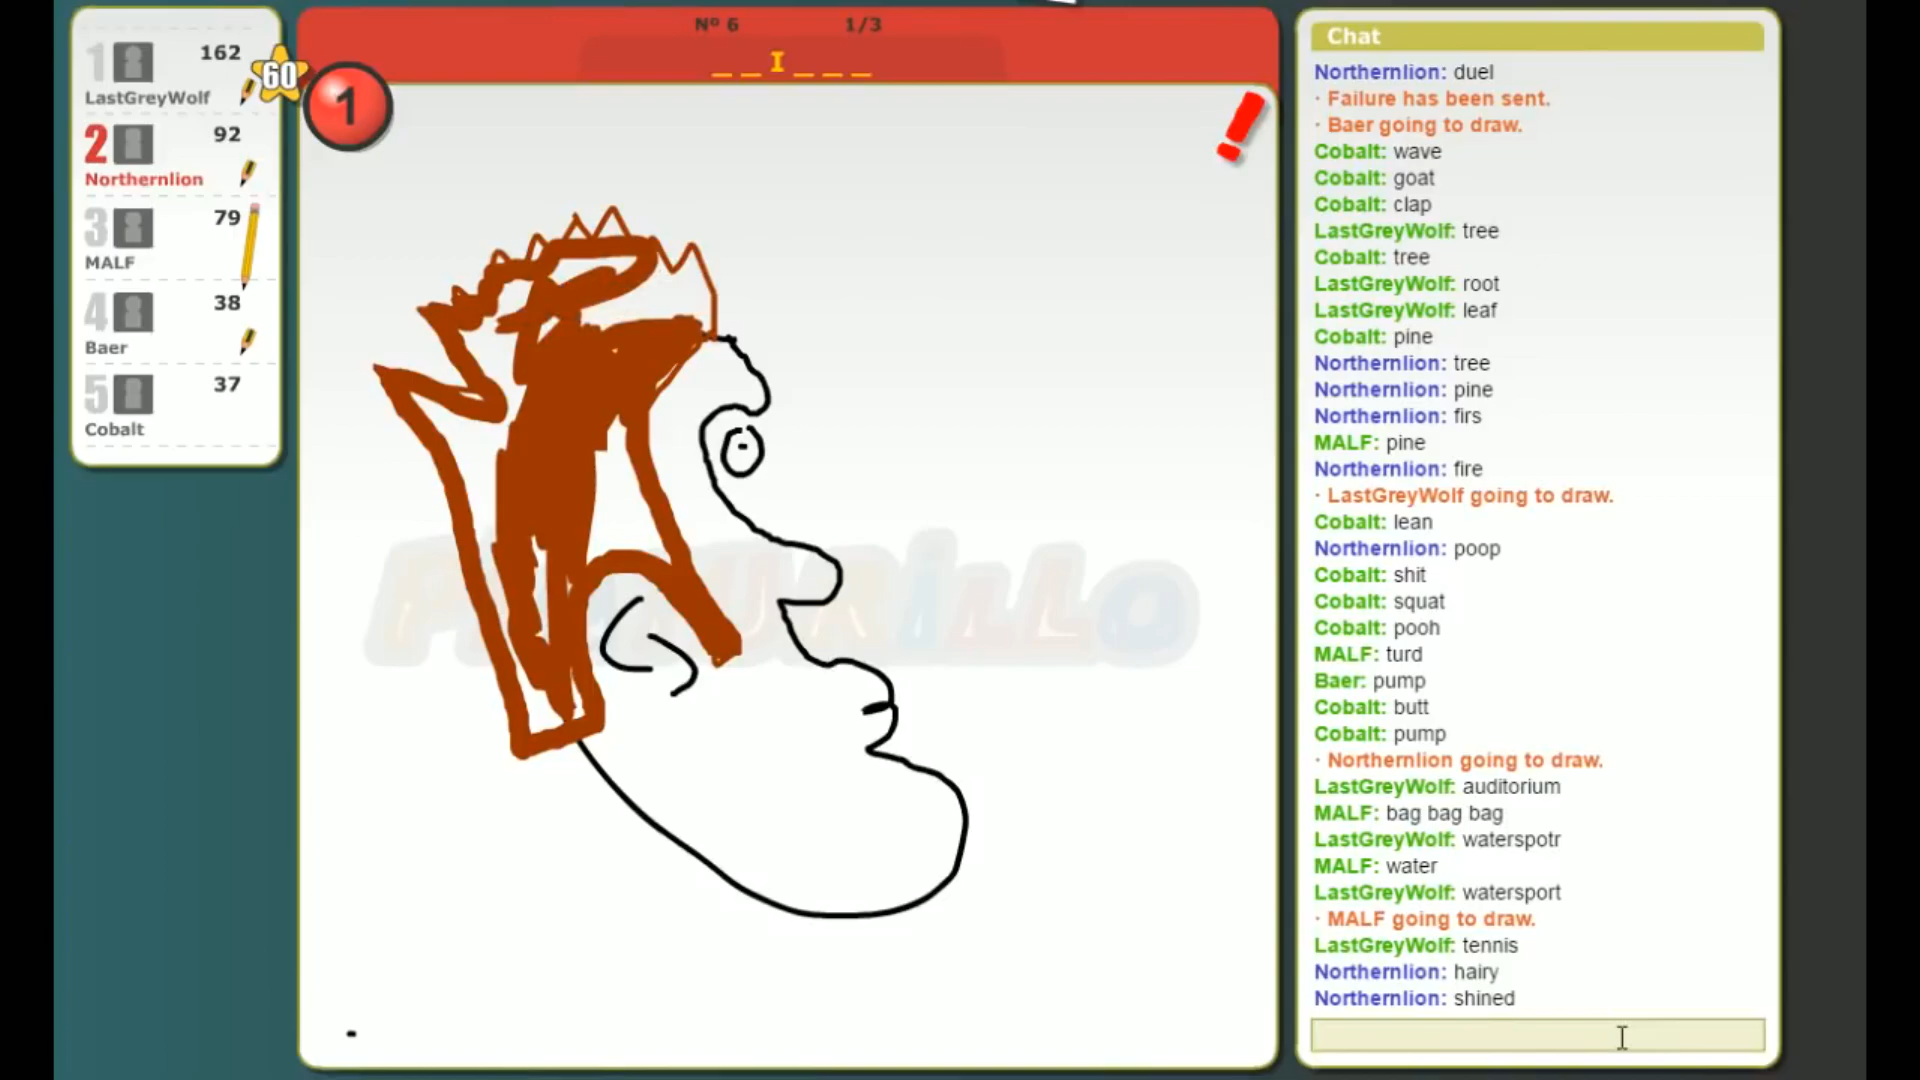 Nº 6 1/3
_ _ I _ _ _
1 162
LastGreyWolf
60
2 92
Northernlion
3 79
MALF
4 38
Baer
5 37
Cobalt
1
!
PiNTURiLLO
Chat
Northernlion: duel
· Failure has been sent.
· Baer going to draw.
Cobalt: wave
Cobalt: goat
Cobalt: clap
LastGreyWolf: tree
Cobalt: tree
LastGreyWolf: root
LastGreyWolf: leaf
Cobalt: pine
Northernlion: tree
Northernlion: pine
Northernlion: firs
MALF: pine
Northernlion: fire
· LastGreyWolf going to draw.
Cobalt: lean
Northernlion: poop
Cobalt: shit
Cobalt: squat
Cobalt: pooh
MALF: turd
Baer: pump
Cobalt: butt
Cobalt: pump
· Northernlion going to draw.
LastGreyWolf: auditorium
MALF: bag bag bag
LastGreyWolf: waterspotr
MALF: water
LastGreyWolf: watersport
· MALF going to draw.
LastGreyWolf: tennis
Northernlion: hairy
Northernlion: shined